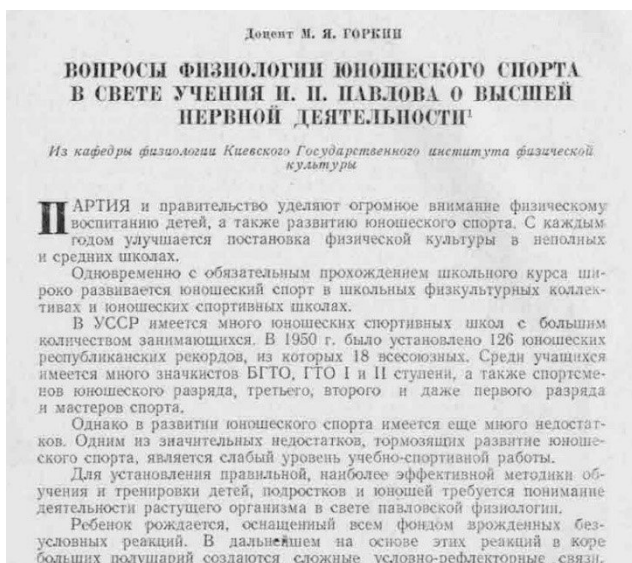 Доцент М. Я. ГОРКИН
ВОПРОСЫ ФИЗИОЛОГИИ ЮНОШЕСКОГО СПОРТА
В СВЕТЕ УЧЕНИЯ И. П. ПАВЛОВА О ВЫСШЕЙ
НЕРВНОЙ ДЕЯТЕЛЬНОСТИ¹
Из кафедры физиологии Киевского Государственного института физической
культуры
ПАРТИЯ и правительство уделяют огромное внимание физическому
воспитанию детей, а также развитию юношеского спорта. С каждым
годом улучшается постановка физической культуры в неполных
и средних школах.
Одновременно с обязательным прохождением школьного курса ши-
роко развивается юношеский спорт в школьных физкультурных коллек-
тивах и юношеских спортивных школах.
В УССР имеется много юношеских спортивных школ с большим
количеством занимающихся. В 1950 г. было установлено 126 юношеских
республиканских рекордов, из которых 18 всесоюзных. Среди учащихся
имеется много значкистов БГТО, ГТО I и II ступени, а также спортсме-
нов юношеского разряда, третьего, второго и даже первого разряда
и мастеров спорта.
Однако в развитии юношеского спорта имеется еще много недостат-
ков. Одним из значительных недостатков, тормозящих развитие юноше-
ского спорта, является слабый уровень учебно-спортивной работы.
Для установления правильной, наиболее эффективной методики об-
учения и тренировки детей, подростков и юношей требуется понимание
деятельности растущего организма в свете павловской физиологии.
Ребенок рождается, оснащенный всем фондом врожденных без-
условных реакций. В дальнейшем на основе этих реакций в коре
больших полушарий создаются сложные условно-рефлекторные связи,